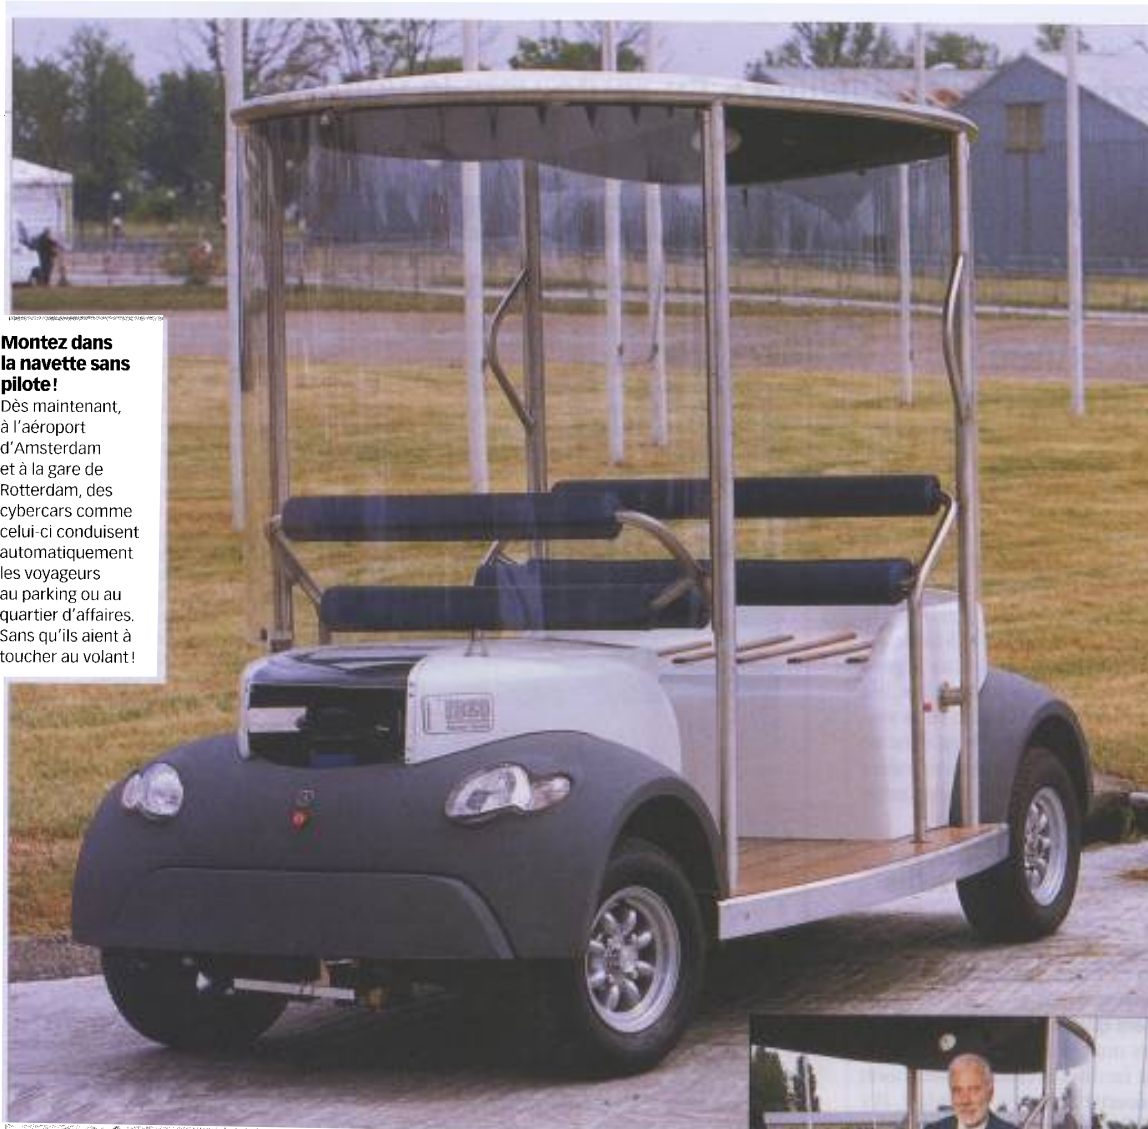 Montez dans
la navette sans
pilote!
Dès maintenant,
à l'aéroport
d'Amsterdam
et à la gare de
Rotterdam, des
cybercars comme
celui-ci conduisent
automatiquement
les voyageurs
au parking ou au
quartier d'affaires.
Sans qu'ils aient à
toucher au volant!